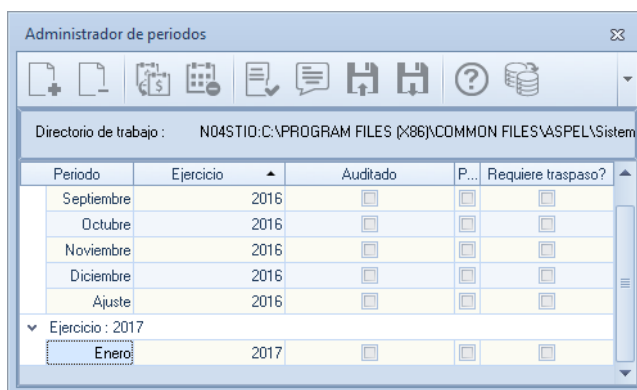 Administrador de periodos
Directorio de trabajo : N04STIO:C:\PROGRAM FILES (X86)\COMMON FILES\ASPEL\Sistem
Periodo Ejercicio Auditado P... Requiere traspaso?
Septiembre 2016
Octubre 2016
Noviembre 2016
Diciembre 2016
Ajuste 2016
Ejercicio : 2017
Enero 2017